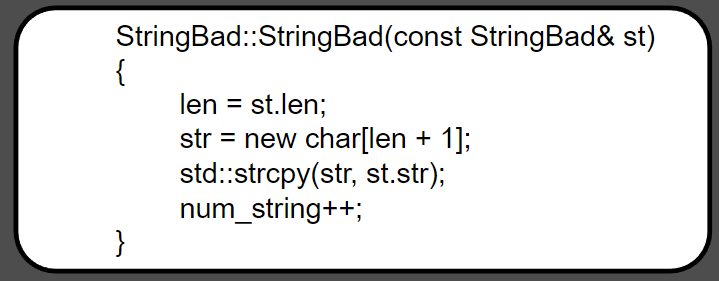 StringBad::StringBad(const StringBad& st)
{
len = st.len;
str = new char[len + 1];
std::strcpy(str, st.str);
num_string++;
}